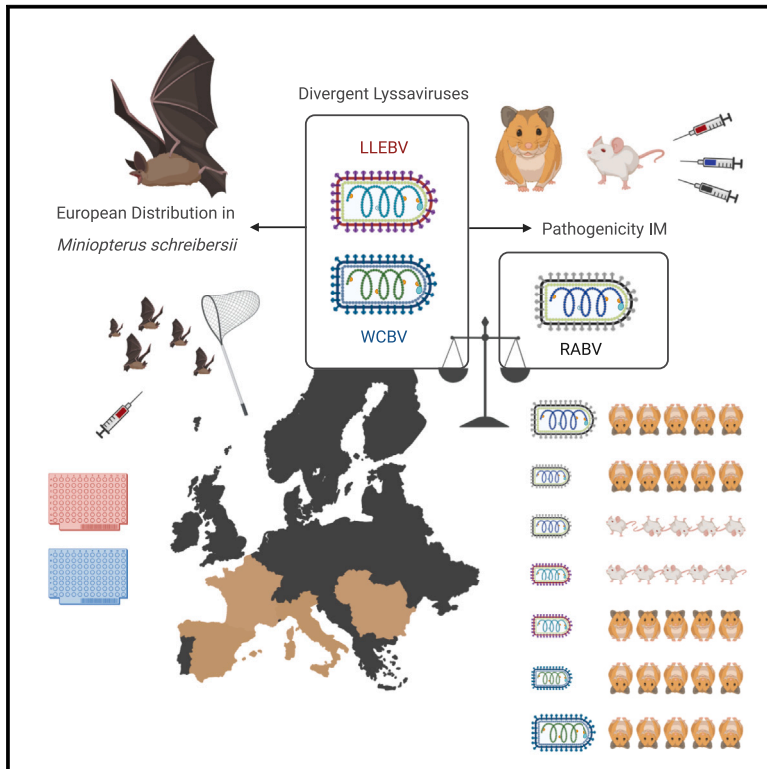 Divergent Lyssaviruses
LLEBV
European Distribution in
Miniopterus schreibersii
Pathogenicity IM
WCBV
RABV